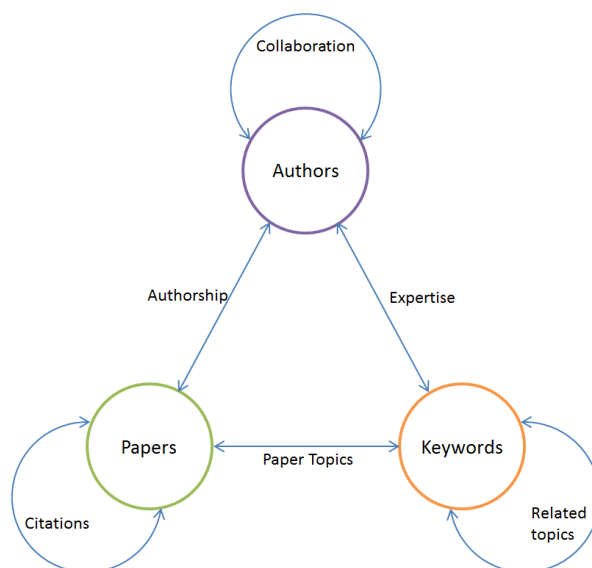 Collaboration
Authors
Authorship
Expertise
Papers
Keywords
Paper Topics
Citations
Related
topics